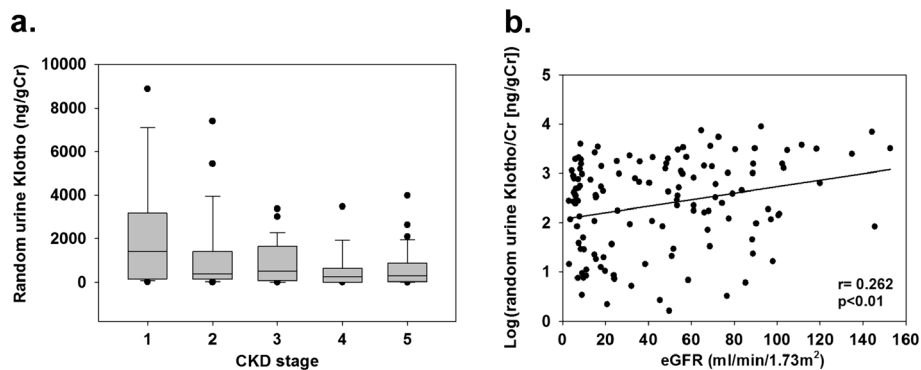 a.
Random urine Klotho (ng/gCr)
10000
8000
6000
4000
2000
0
1 2 3 4 5
CKD stage
b.
Log(random urine Klotho/Cr [ng/gCr])
5
4
3
2
1
0
r= 0.262
p<0.01
0 20 40 60 80 100 120 140 160
eGFR (ml/min/1.73m²)